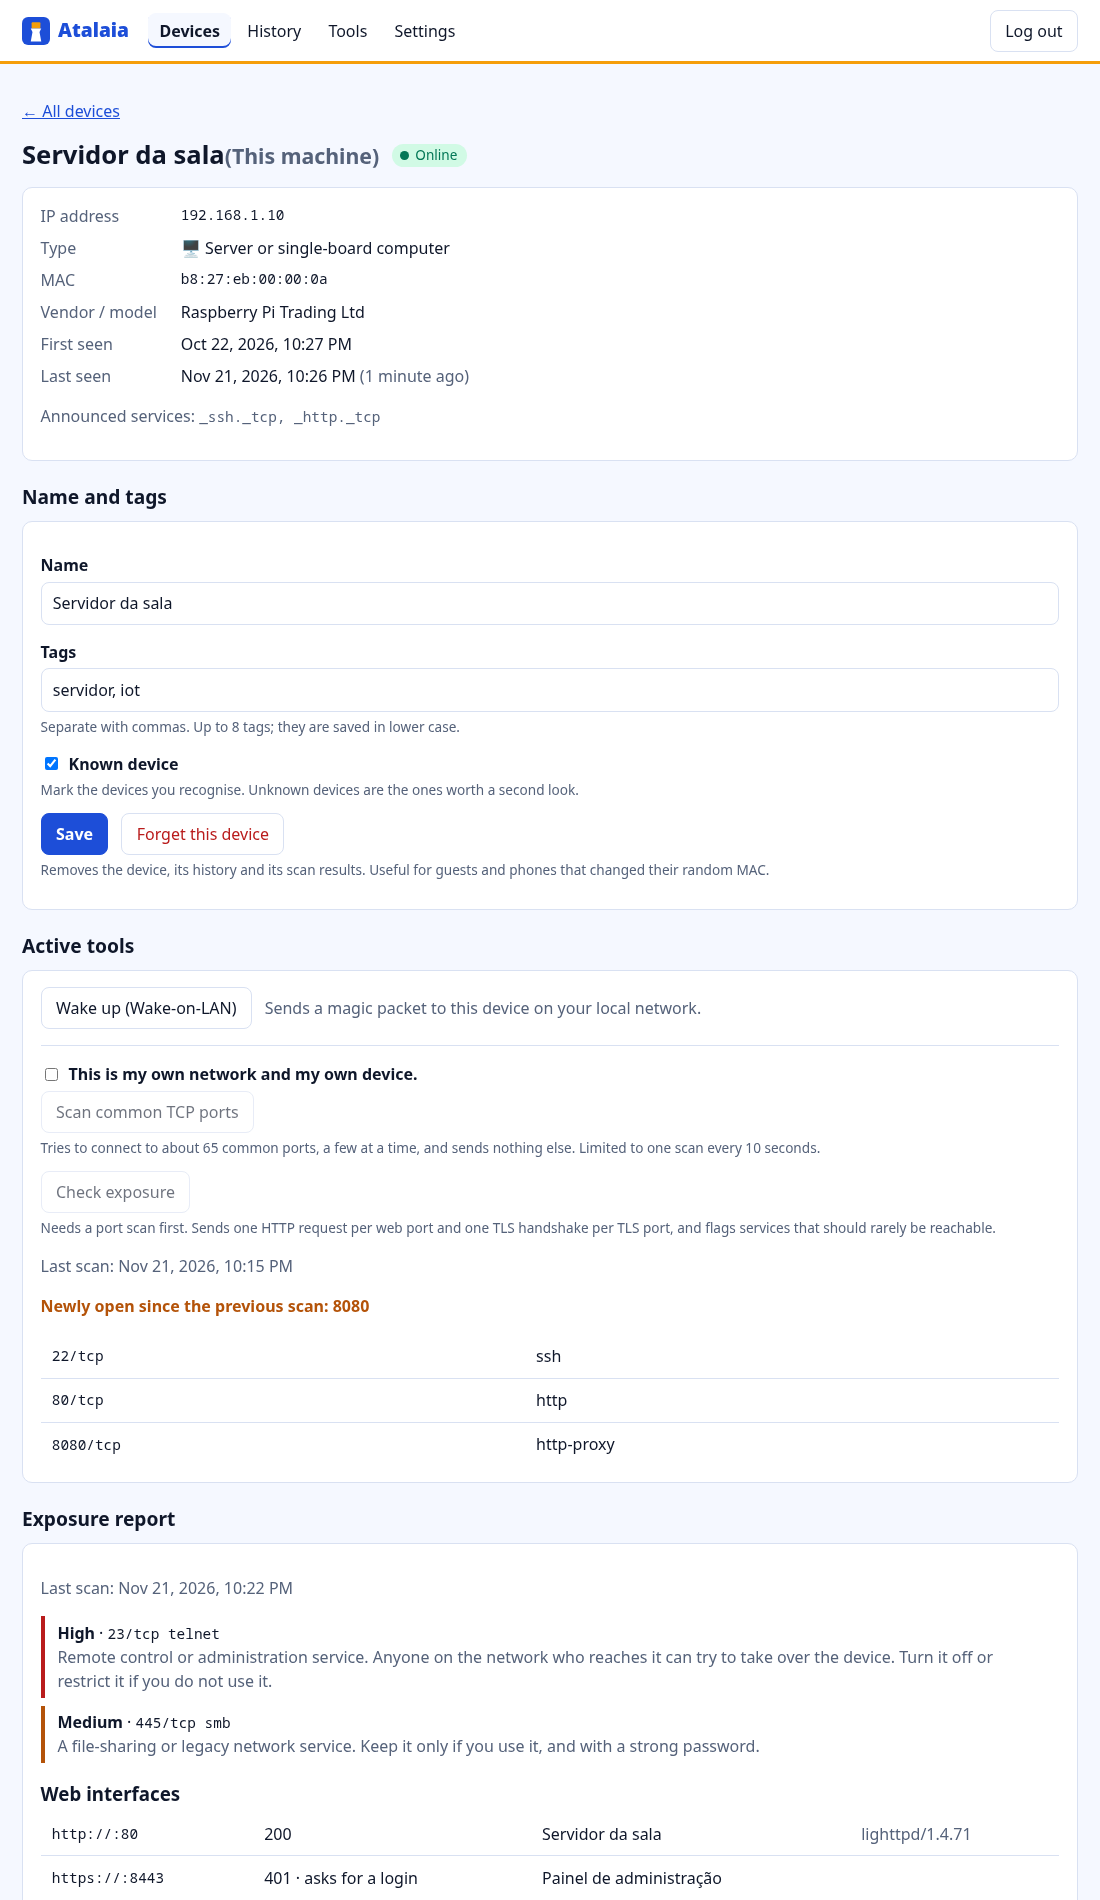 Atalaia Devices History Tools Settings Log out
← All devices
Servidor da sala(This machine) Online
IP address 192.168.1.10
Type Server or single-board computer
MAC b8:27:eb:00:00:0a
Vendor / model Raspberry Pi Trading Ltd
First seen Oct 22, 2026, 10:27 PM
Last seen Nov 21, 2026, 10:26 PM (1 minute ago)
Announced services: _ssh._tcp, _http._tcp
Name and tags
Name
Servidor da sala
Tags
servidor, iot
Separate with commas. Up to 8 tags; they are saved in lower case.
Known device
Mark the devices you recognise. Unknown devices are the ones worth a second look.
Save Forget this device
Removes the device, its history and its scan results. Useful for guests and phones that changed their random MAC.
Active tools
Wake up (Wake-on-LAN) Sends a magic packet to this device on your local network.
This is my own network and my own device.
Scan common TCP ports
Tries to connect to about 65 common ports, a few at a time, and sends nothing else. Limited to one scan every 10 seconds.
Check exposure
Needs a port scan first. Sends one HTTP request per web port and one TLS handshake per TLS port, and flags services that should rarely be reachable.
Last scan: Nov 21, 2026, 10:15 PM
Newly open since the previous scan: 8080
22/tcp ssh
80/tcp http
8080/tcp http-proxy
Exposure report
Last scan: Nov 21, 2026, 10:22 PM
High · 23/tcp telnet
Remote control or administration service. Anyone on the network who reaches it can try to take over the device. Turn it off or
restrict it if you do not use it.
Medium · 445/tcp smb
A file-sharing or legacy network service. Keep it only if you use it, and with a strong password.
Web interfaces
http://:80 200 Servidor da sala lighttpd/1.4.71
https://:8443 401 · asks for a login Painel de administração